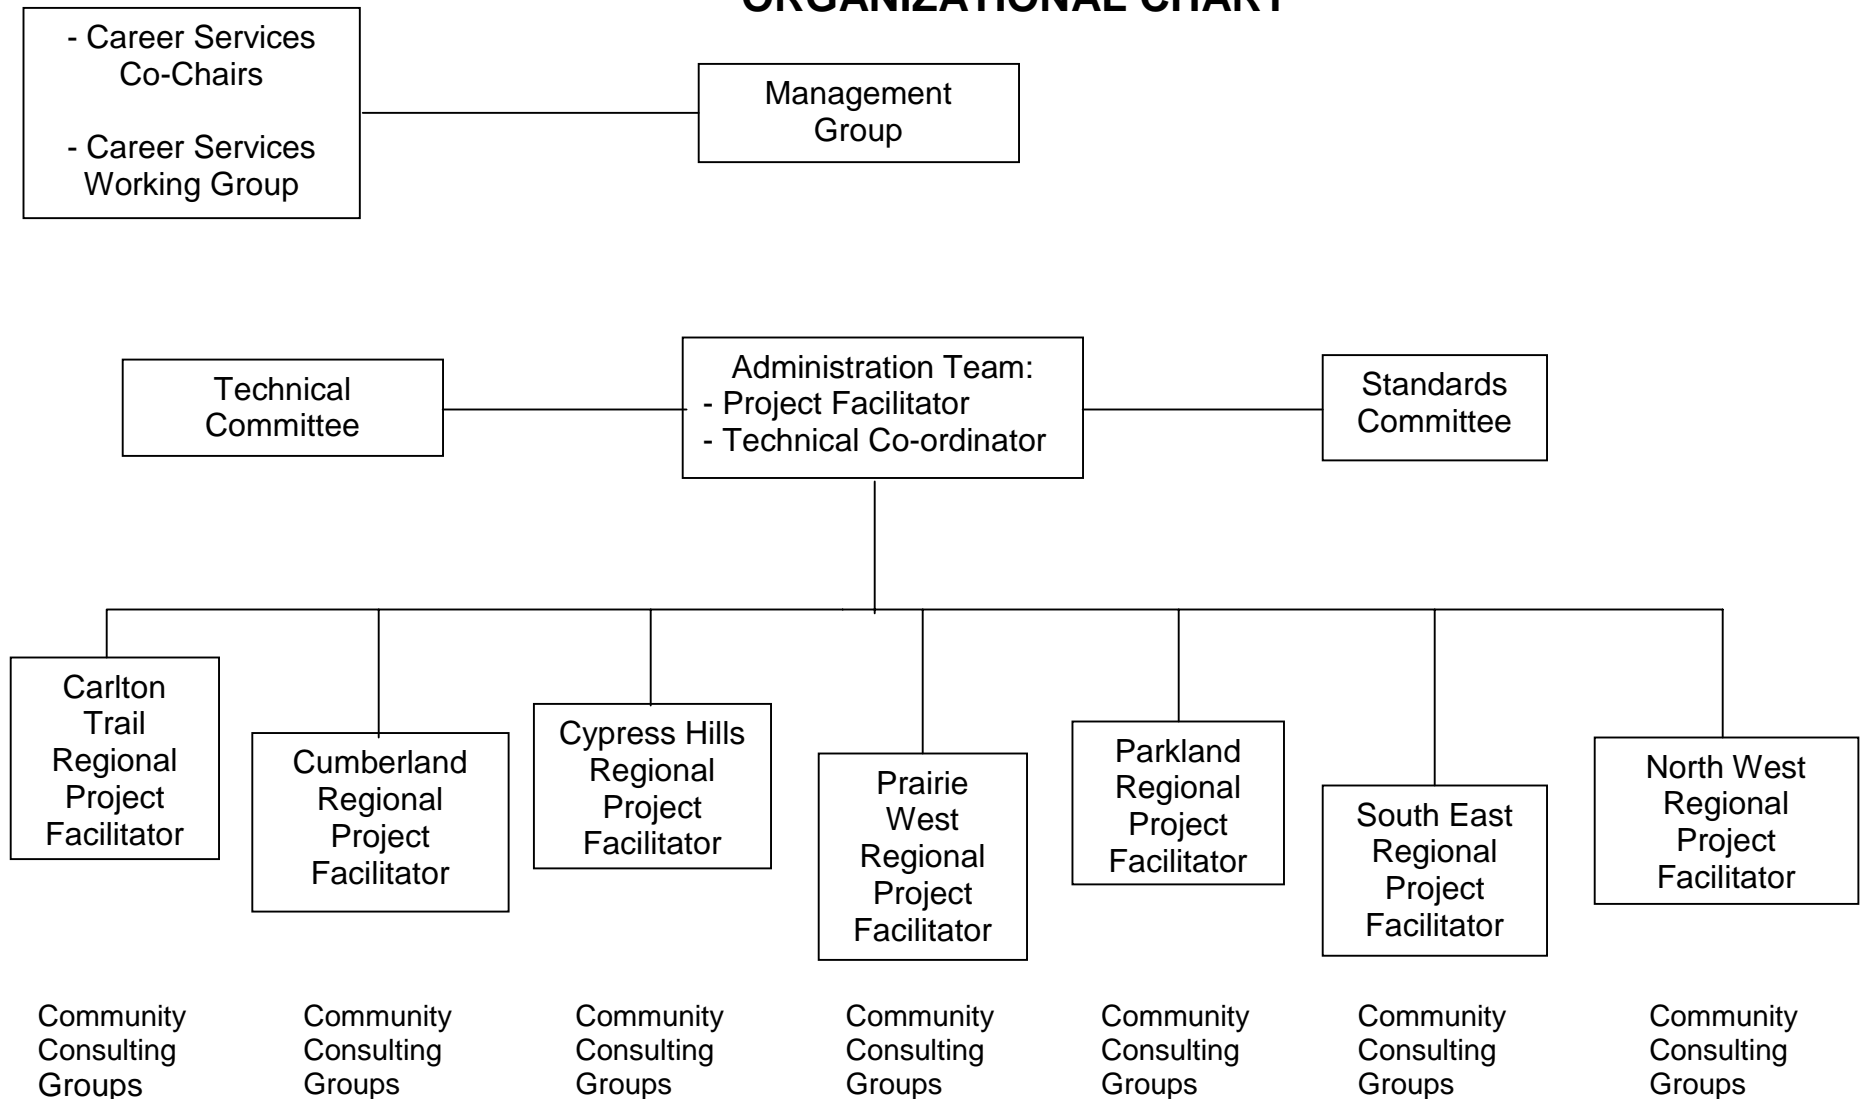 ORGANIZATIONAL CHART
- Career Services
Co-Chairs
- Career Services
Working Group
Management
Group
Technical
Committee
Administration Team:
- Project Facilitator
- Technical Co-ordinator
Standards
Committee
Carlton
Trail
Regional
Project
Facilitator
Cumberland
Regional
Project
Facilitator
Cypress Hills
Regional
Project
Facilitator
Prairie
West
Regional
Project
Facilitator
Parkland
Regional
Project
Facilitator
South East
Regional
Project
Facilitator
North West
Regional
Project
Facilitator
Community
Consulting
Groups
Community
Consulting
Groups
Community
Consulting
Groups
Community
Consulting
Groups
Community
Consulting
Groups
Community
Consulting
Groups
Community
Consulting
Groups